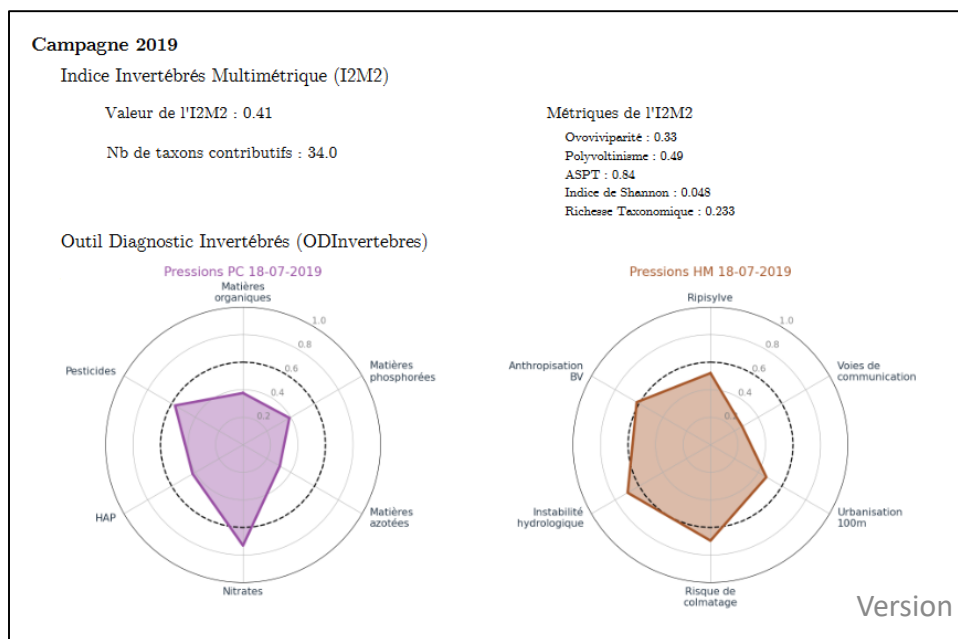 Campagne 2019
Indice Invertébrés Multimétrique (I2M2)
Valeur de l'I2M2 : 0.41
Nb de taxons contributifs : 34.0
Métriques de l'I2M2
Ovoviviparité : 0.33
Polyvoltinisme : 0.49
ASPT : 0.84
Indice de Shannon : 0.048
Richesse Taxonomique : 0.233
Outil Diagnostic Invertébrés (ODInvertebres)
Pressions PC 18-07-2019
Matières
organiques
1.0
0.8
0.6
0.4
0.2
Matières
phosphorées
Pesticides
HAP
Matières
azotées
Nitrates
Pressions HM 18-07-2019
Ripisylve
1.0
0.8
0.6
0.4
0.2
Anthropisation
BV
Voies de
communication
Instabilité
hydrologique
Urbanisation
100m
Risque de
colmatage
Version